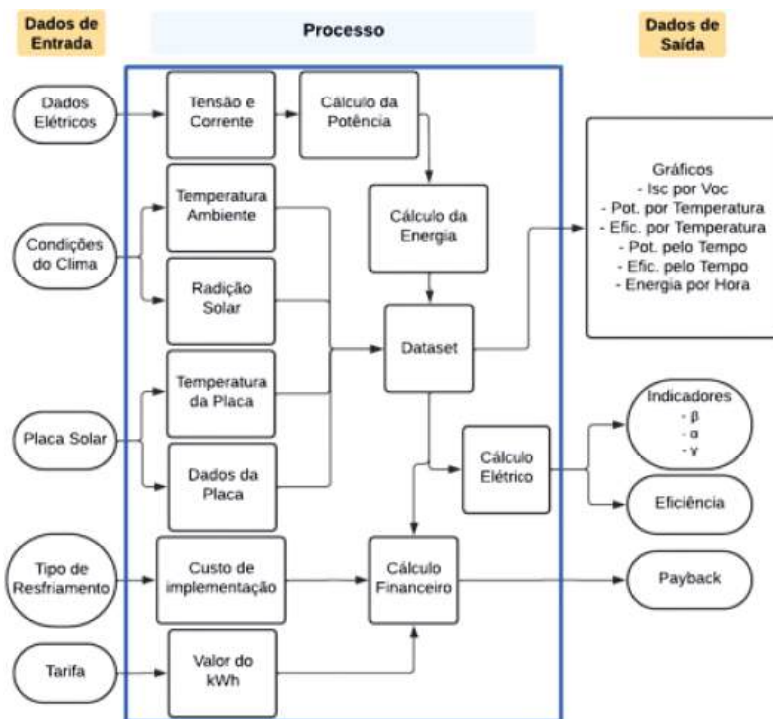 Dados de
Entrada
Processo
Dados de
Saída
Dados
Elétricos
Tensão e
Corrente
Cálculo da
Potência
Condições
do Clima
Temperatura
Ambiente
Radição
Solar
Cálculo da
Energia
Gráficos
- Isc por Voc
- Pot. por Temperatura
- Efic. por Temperatura
- Pot. pelo Tempo
- Efic. pelo Tempo
- Energia por Hora
Dataset
Placa Solar
Temperatura
da Placa
Dados da
Placa
Cálculo
Elétrico
Indicadores
- β
- α
- γ
Eficiência
Tipo de
Resfriamento
Custo de
implementação
Cálculo
Financeiro
Payback
Tarifa
Valor do
kWh